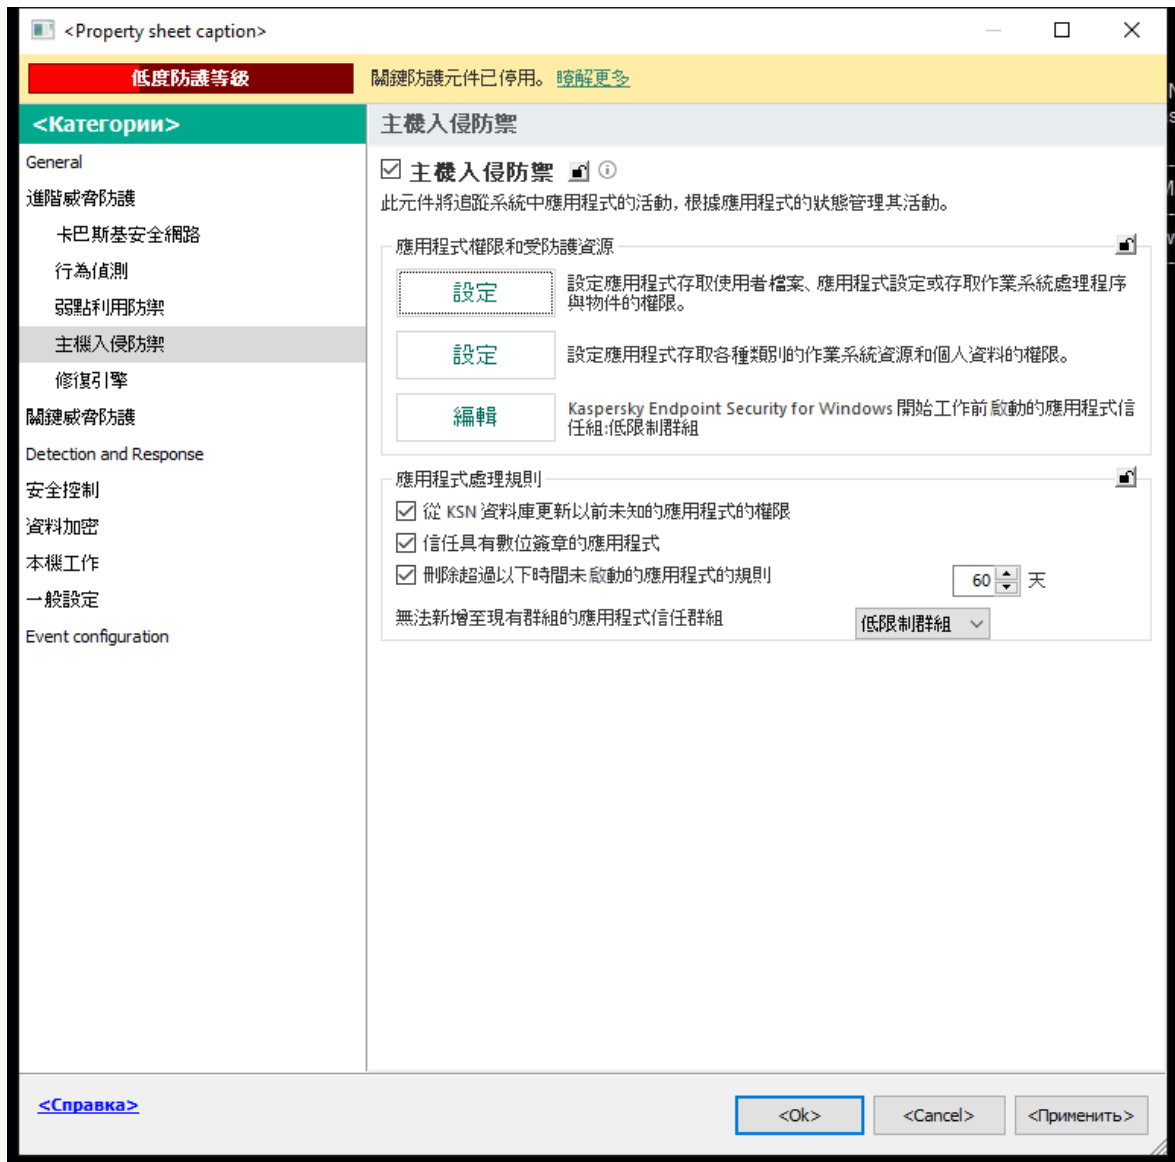 <Property sheet caption>
低度防護等級
關鍵防護元件已停用。 瞭解更多
<Категории>
主機入侵防禦
General
進階威脅防護
卡巴斯基安全網路
行為偵測
弱點利用防禦
主機入侵防禦
修復引擎
關鍵威脅防護
Detection and Response
安全控制
資料加密
本機工作
一般設定
Event configuration
主機入侵防禦
此元件將追蹤系統中應用程式的活動, 根據應用程式的狀態管理其活動。
應用程式權限和受防護資源
設定
設定應用程式存取使用者檔案、應用程式設定或存取作業系統處理程序
與物件的權限。
設定
設定應用程式存取各種類別的作業系統資源和個人資料的權限。
編輯
Kaspersky Endpoint Security for Windows 開始工作前啟動的應用程式信
任組:低限制群組
應用程式處理規則
從 KSN 資料庫更新以前未知的應用程式的權限
信任具有數位簽章的應用程式
刪除超過以下時間未啟動的應用程式的規則
60 天
無法新增至現有群組的應用程式信任群組
低限制群組
<Справка>
<Ok>
<Cancel>
<Применить>